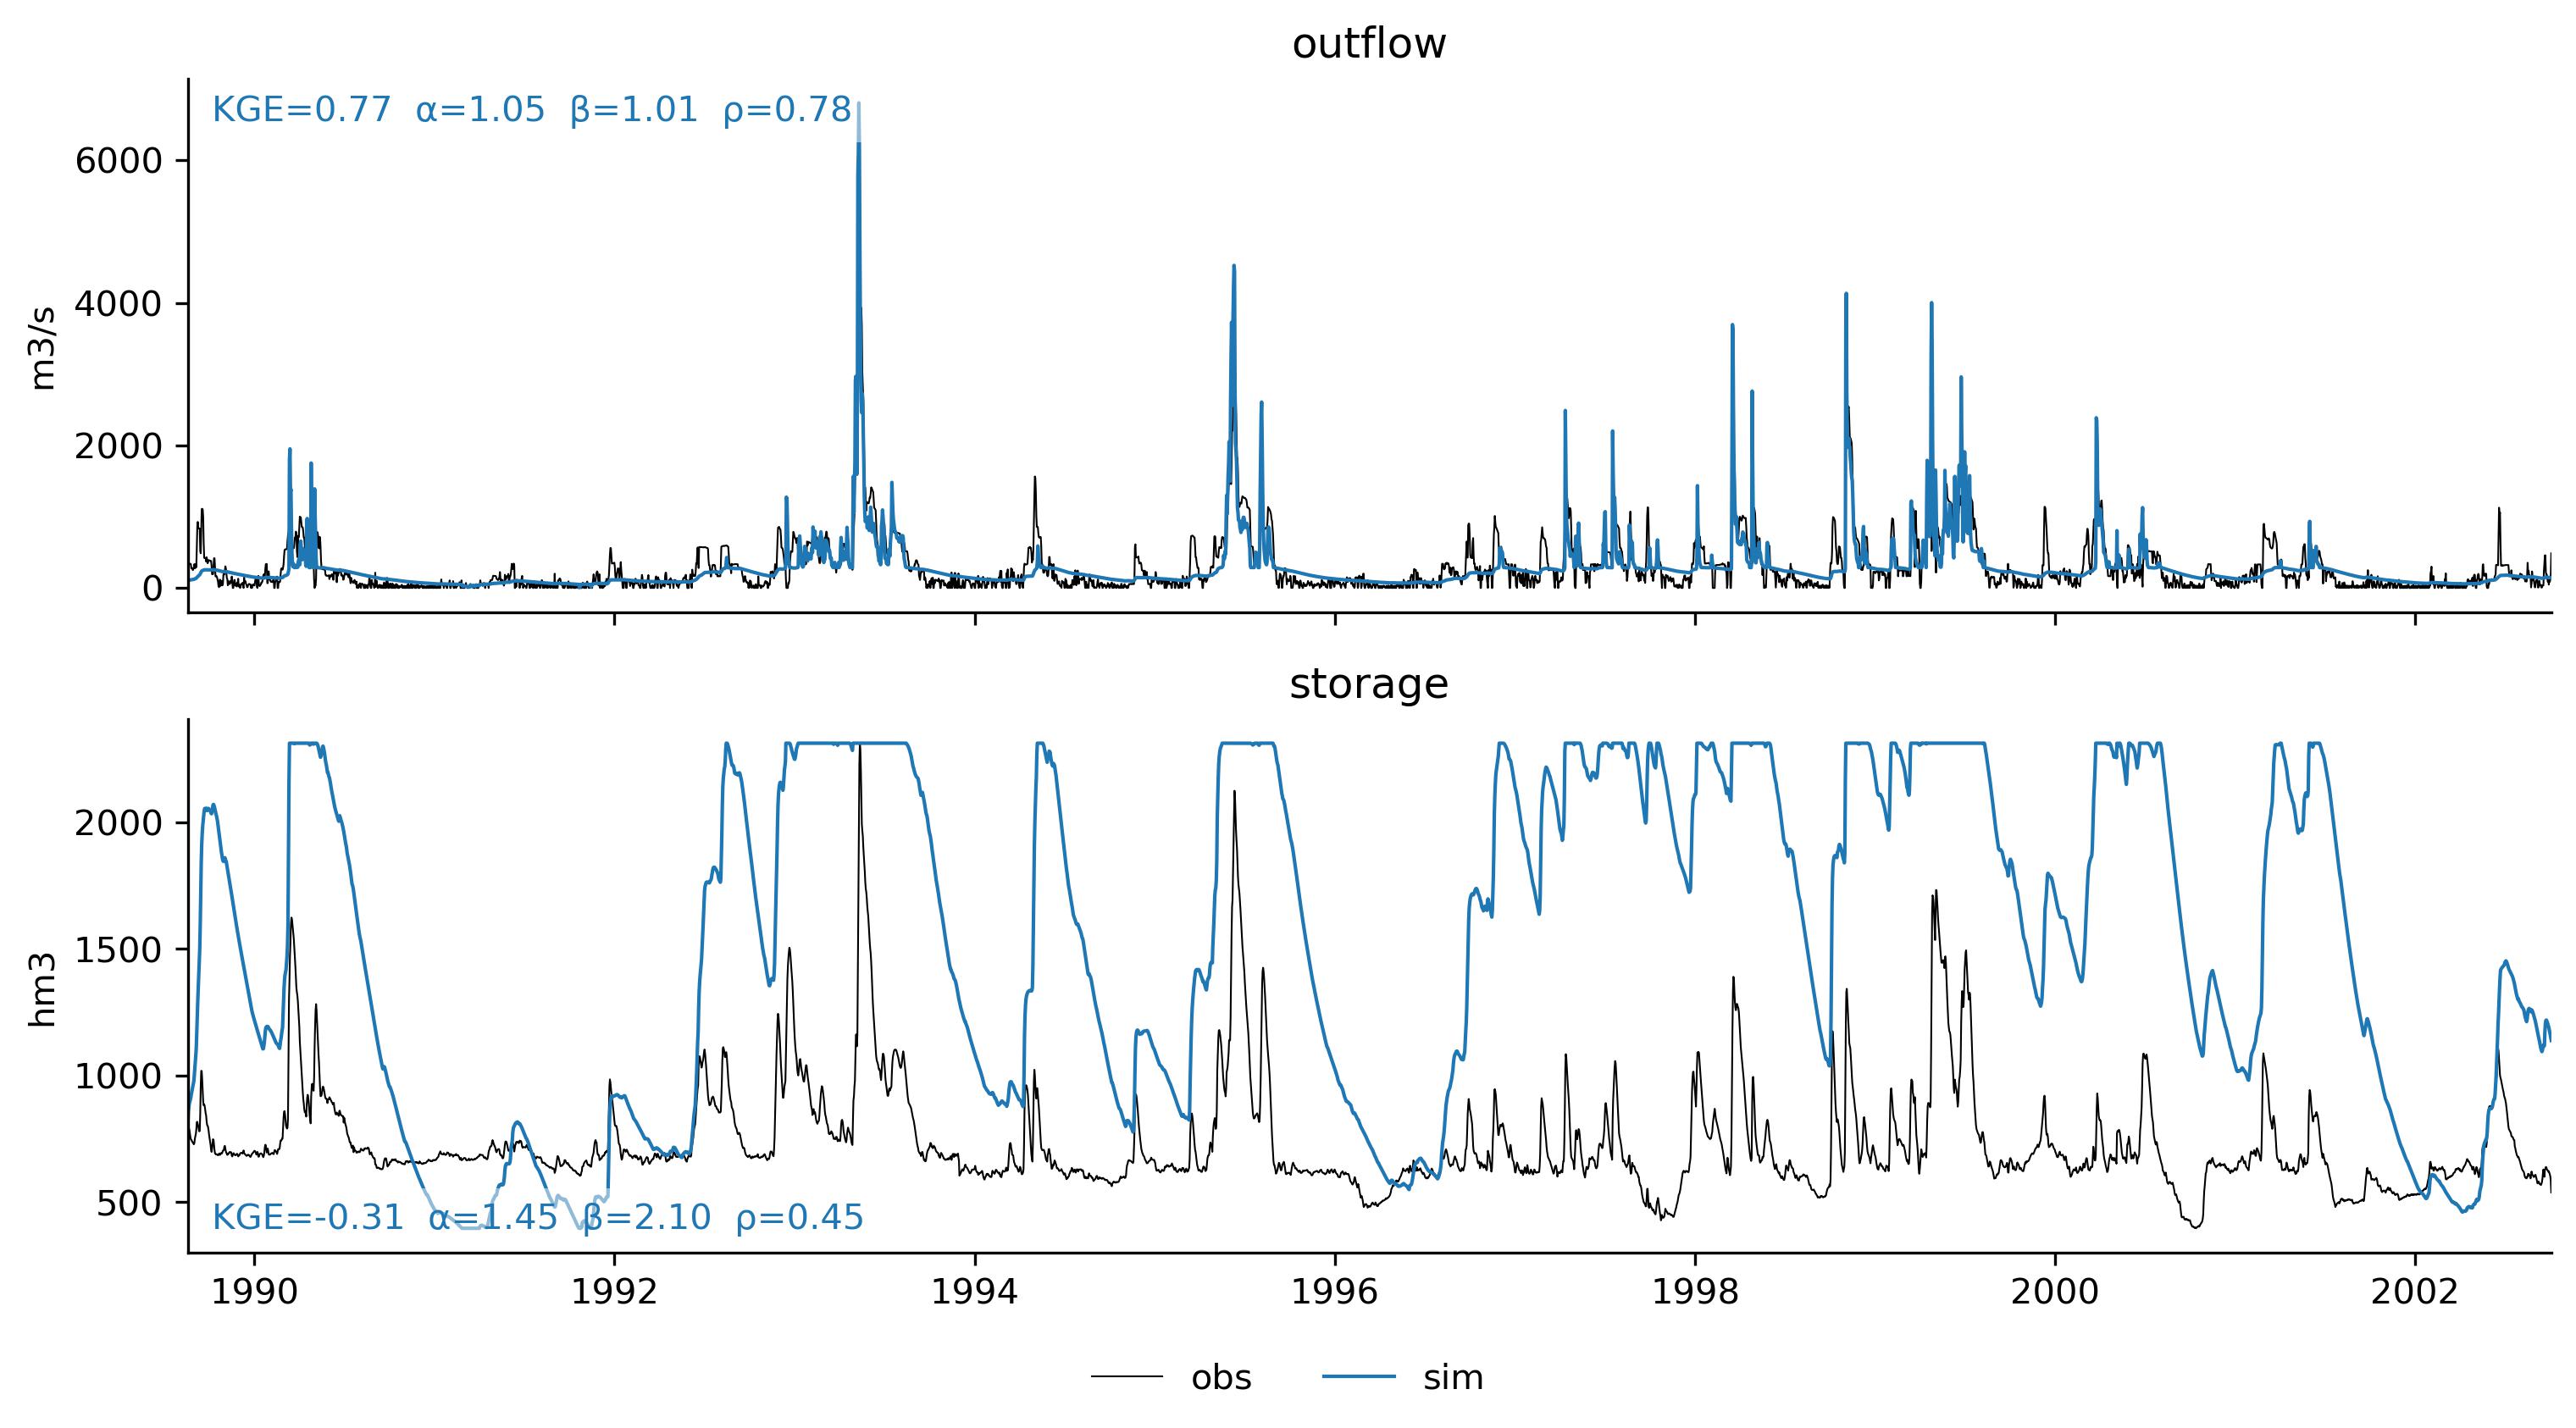 outflow
KGE=0.77 α=1.05 β=1.01 ρ=0.78
6000
4000
2000
0
m3/s
storage
2000
1500
1000
500
hm3
KGE=-0.31 α=1.45 β=2.10 ρ=0.45
1990 1992 1994 1996 1998 2000 2002
obs sim